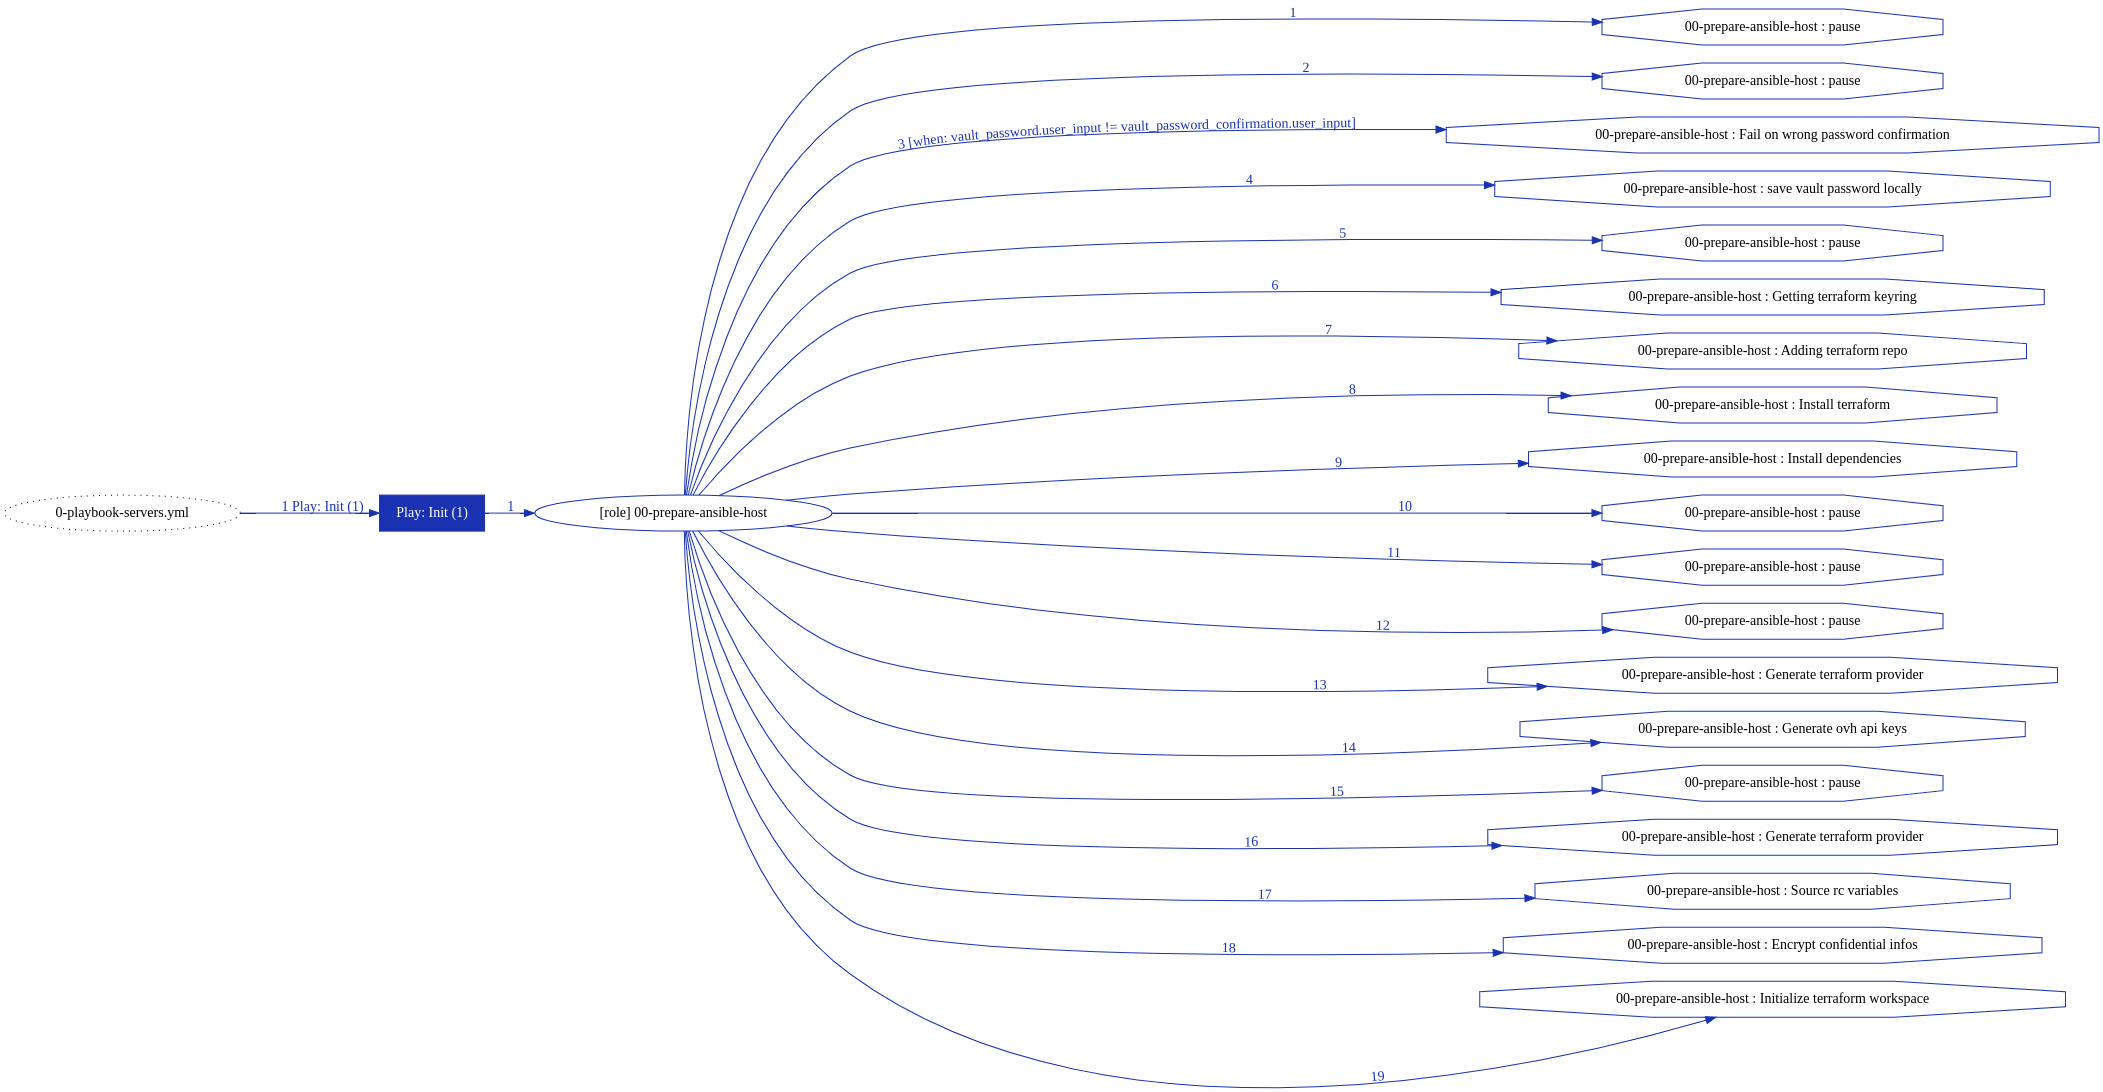 0-playbook-servers.yml
1 Play: Init (1)
Play: Init (1)
1
[role] 00-prepare-ansible-host
1
00-prepare-ansible-host : pause
2
00-prepare-ansible-host : pause
3 [when: vault_password.user_input != vault_password_confirmation.user_input]
00-prepare-ansible-host : Fail on wrong password confirmation
4
00-prepare-ansible-host : save vault password locally
5
00-prepare-ansible-host : pause
6
00-prepare-ansible-host : Getting terraform keyring
7
00-prepare-ansible-host : Adding terraform repo
8
00-prepare-ansible-host : Install terraform
9
00-prepare-ansible-host : Install dependencies
10
00-prepare-ansible-host : pause
11
00-prepare-ansible-host : pause
12
00-prepare-ansible-host : pause
13
00-prepare-ansible-host : Generate terraform provider
14
00-prepare-ansible-host : Generate ovh api keys
15
00-prepare-ansible-host : pause
16
00-prepare-ansible-host : Generate terraform provider
17
00-prepare-ansible-host : Source rc variables
18
00-prepare-ansible-host : Encrypt confidential infos
19
00-prepare-ansible-host : Initialize terraform workspace